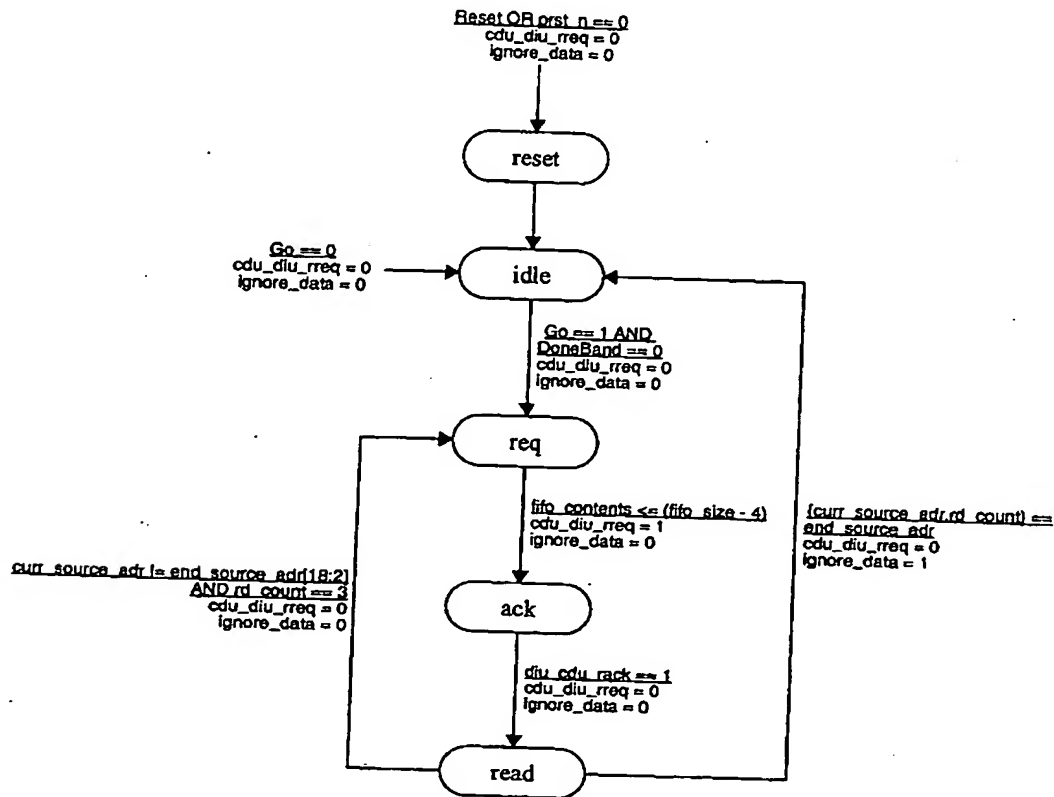 Reset OR prst_n == 0
cdu_diu_rreq = 0
ignore_data = 0
reset
Go == 0
cdu_diu_rreq = 0
ignore_data = 0
idle
Go == 1 AND
DoneBand == 0
cdu_diu_rreq = 0
ignore_data = 0
req
fifo_contents <= (fifo_size - 4)
cdu_diu_rreq = 1
ignore_data = 0
{curr_source_adr,rd_count} ==
end_source_adr
cdu_diu_rreq = 0
ignore_data = 1
curr_source_adr != end_source_adr[18:2]
AND rd_count == 3
cdu_diu_rreq = 0
ignore_data = 0
ack
diu_cdu_rack == 1
cdu_diu_rreq = 0
ignore_data = 0
read